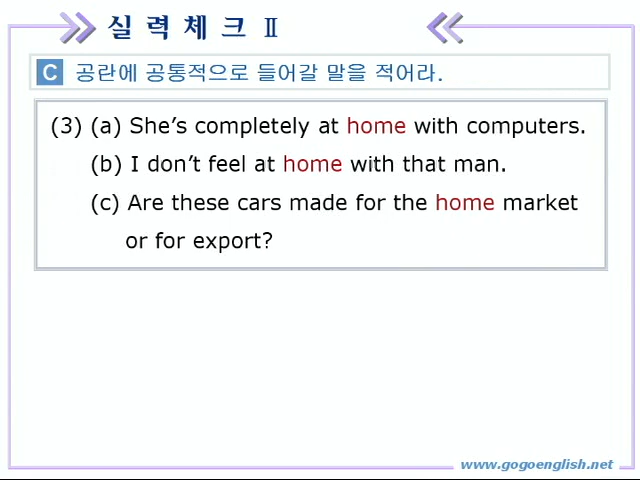 실 력 체 크 Ⅱ
C 공란에 공통적으로 들어갈 말을 적어라.
(3) (a) She’s completely at home with computers.
(b) I don’t feel at home with that man.
(c) Are these cars made for the home market
or for export?
www.gogoenglish.net